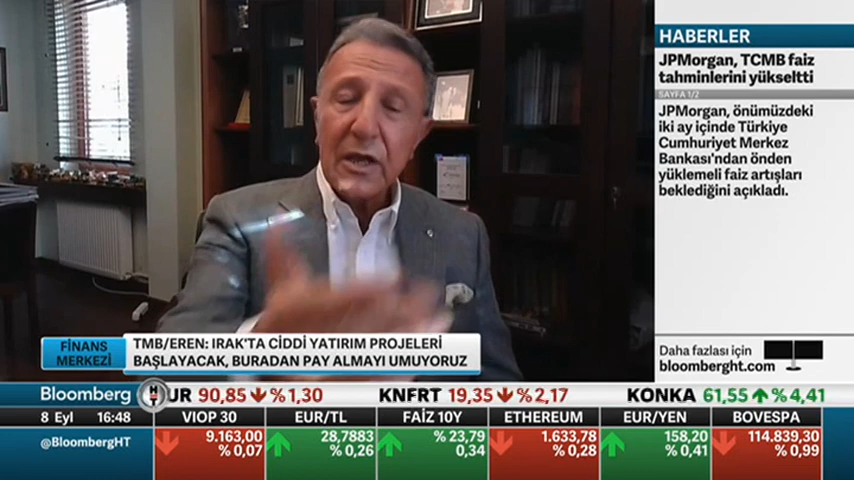 HABERLER
JPMorgan, TCMB faiz
tahminlerini yükseltti
SAYFA 1/2
JPMorgan, önümüzdeki
iki ay içinde Türkiye
Cumhuriyet Merkez
Bankası'ndan önden
yüklemeli faiz artışları
beklediğini açıkladı.
Daha fazlası için
bloomberght.com
FİNANS
MERKEZİ
TMB/EREN: IRAK'TA CİDDİ YATIRIM PROJELERİ
BAŞLAYACAK, BURADAN PAY ALMAYI UMUYORUZ
Bloomberg HT
UR 90,85 %1,30 KNFRT 19,35 %2,17 KONKA 61,55 %4,41
8 Eyl 16:48
@BloombergHT
VIOP 30
9.163,00
% 0,07
EUR/TL
28,7883
% 0,26
FAİZ 10Y
% 23,79
0,34
ETHEREUM
1.633,78
% 0,28
EUR/YEN
158,20
% 0,41
BOVESPA
114.839,30
% 0,99